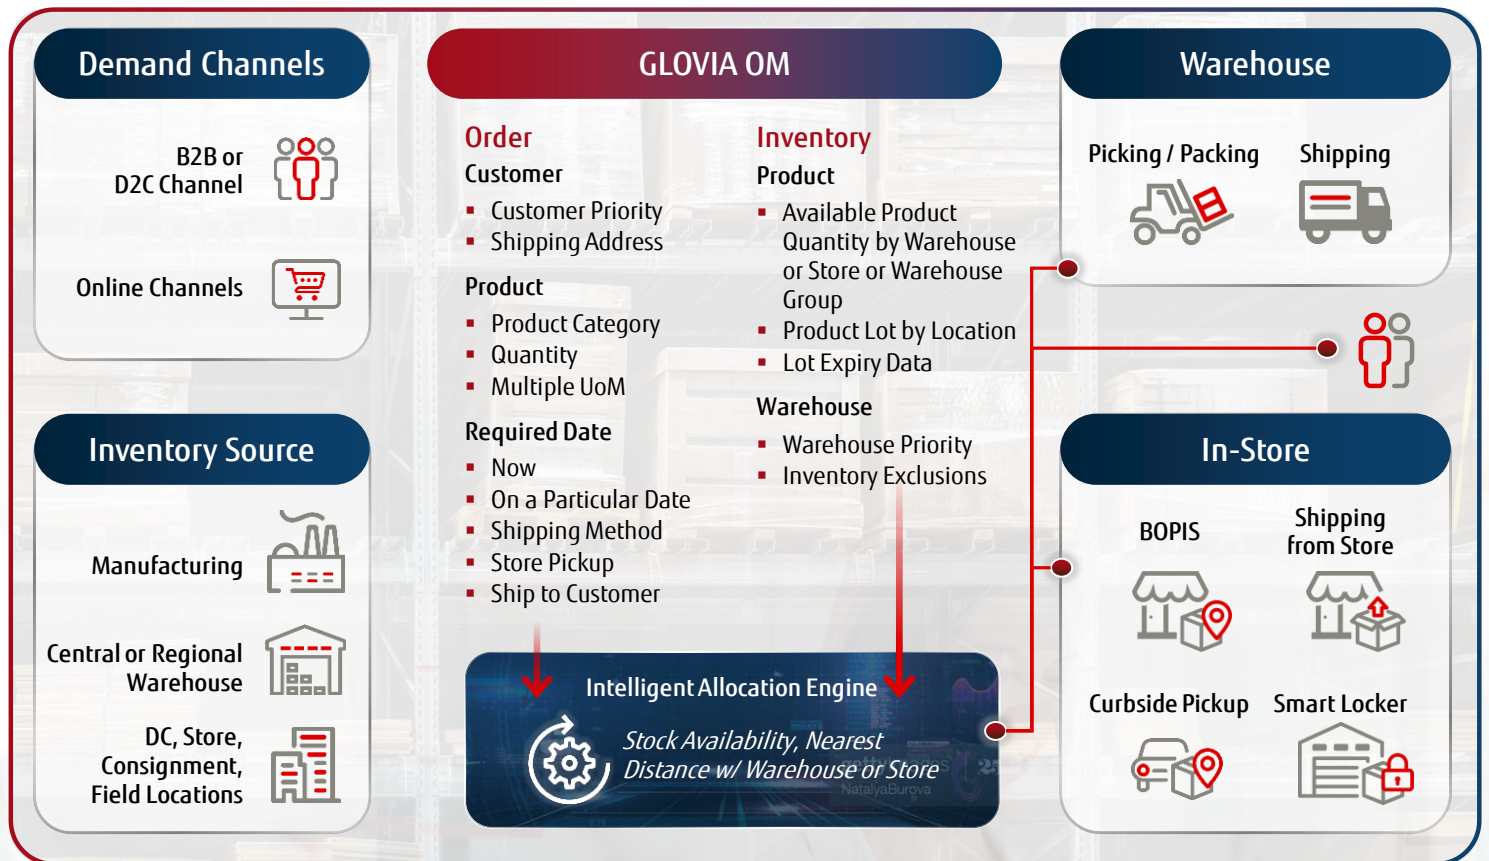 Demand Channels
B2B or
D2C Channel
Online Channels
Inventory Source
Manufacturing
Central or Regional
Warehouse
DC, Store,
Consignment,
Field Locations
GLOVIA OM
Order
Customer
▪ Customer Priority
▪ Shipping Address
Product
▪ Product Category
▪ Quantity
▪ Multiple UoM
Required Date
▪ Now
▪ On a Particular Date
▪ Shipping Method
▪ Store Pickup
▪ Ship to Customer
Inventory
Product
▪ Available Product
Quantity by Warehouse
or Store or Warehouse
Group
▪ Product Lot by Location
▪ Lot Expiry Data
Warehouse
▪ Warehouse Priority
▪ Inventory Exclusions
Intelligent Allocation Engine
Stock Availability, Nearest
Distance w/ Warehouse or Store
gettyimages
NatalyaBurova
Warehouse
Picking / Packing
Shipping
In-Store
BOPIS
Shipping
from Store
Curbside Pickup
Smart Locker